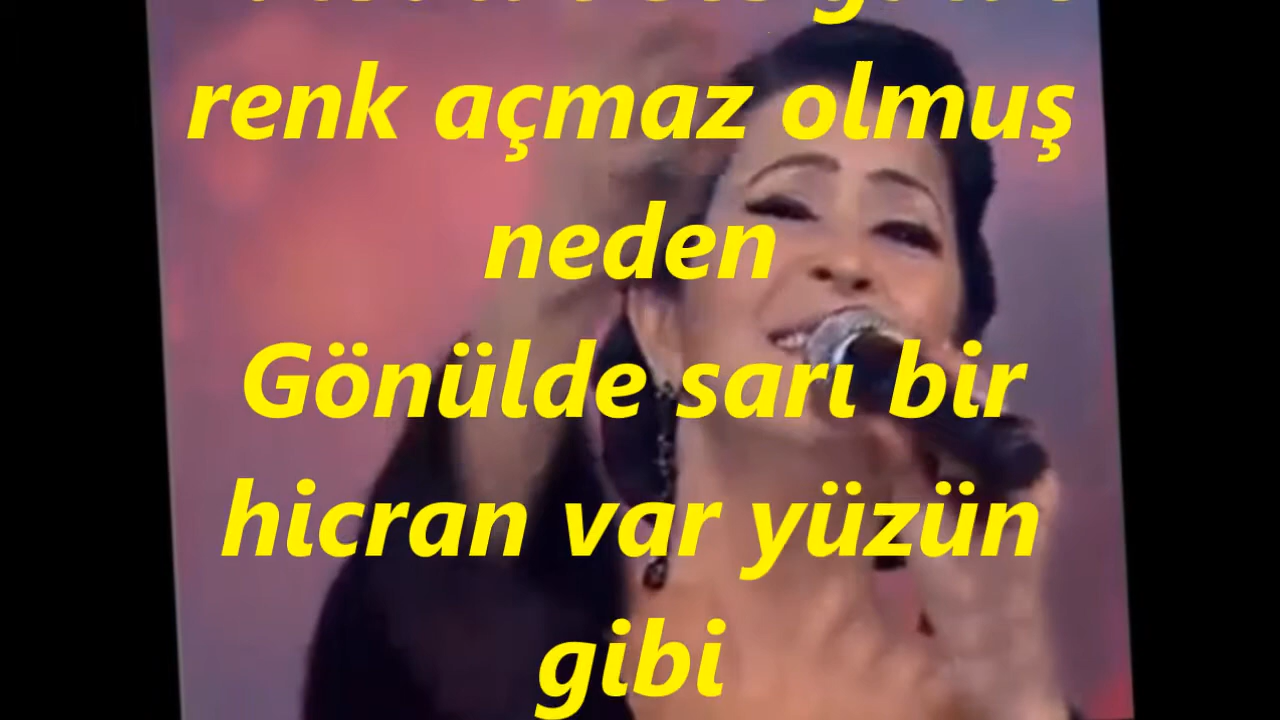 renk açmaz olmuş
neden
Gönülde sarı bir
hicran var yüzün
gibi